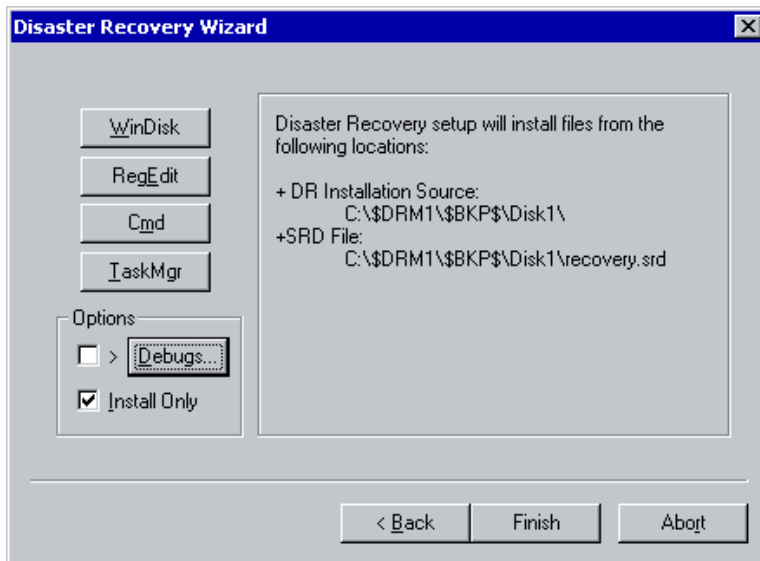 Disaster Recovery Wizard
WinDisk
RegEdit
Cmd
TaskMgr
Options
> Debugs...
Install Only
Disaster Recovery setup will install files from the
following locations:
+ DR Installation Source:
C:\$DRM1\$BKP$\Disk1\
+SRD File:
C:\$DRM1\$BKP$\Disk1\recovery.srd
< Back
Finish
Abort